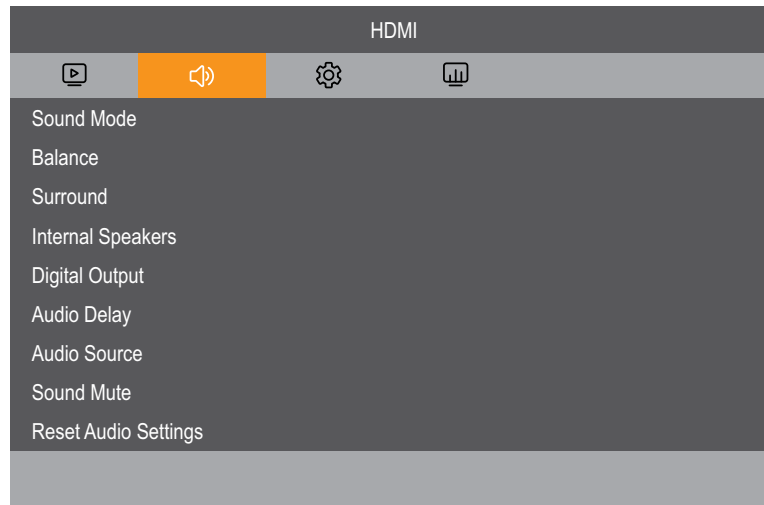 HDMI
Sound Mode
Balance
Surround
Internal Speakers
Digital Output
Audio Delay
Audio Source
Sound Mute
Reset Audio Settings